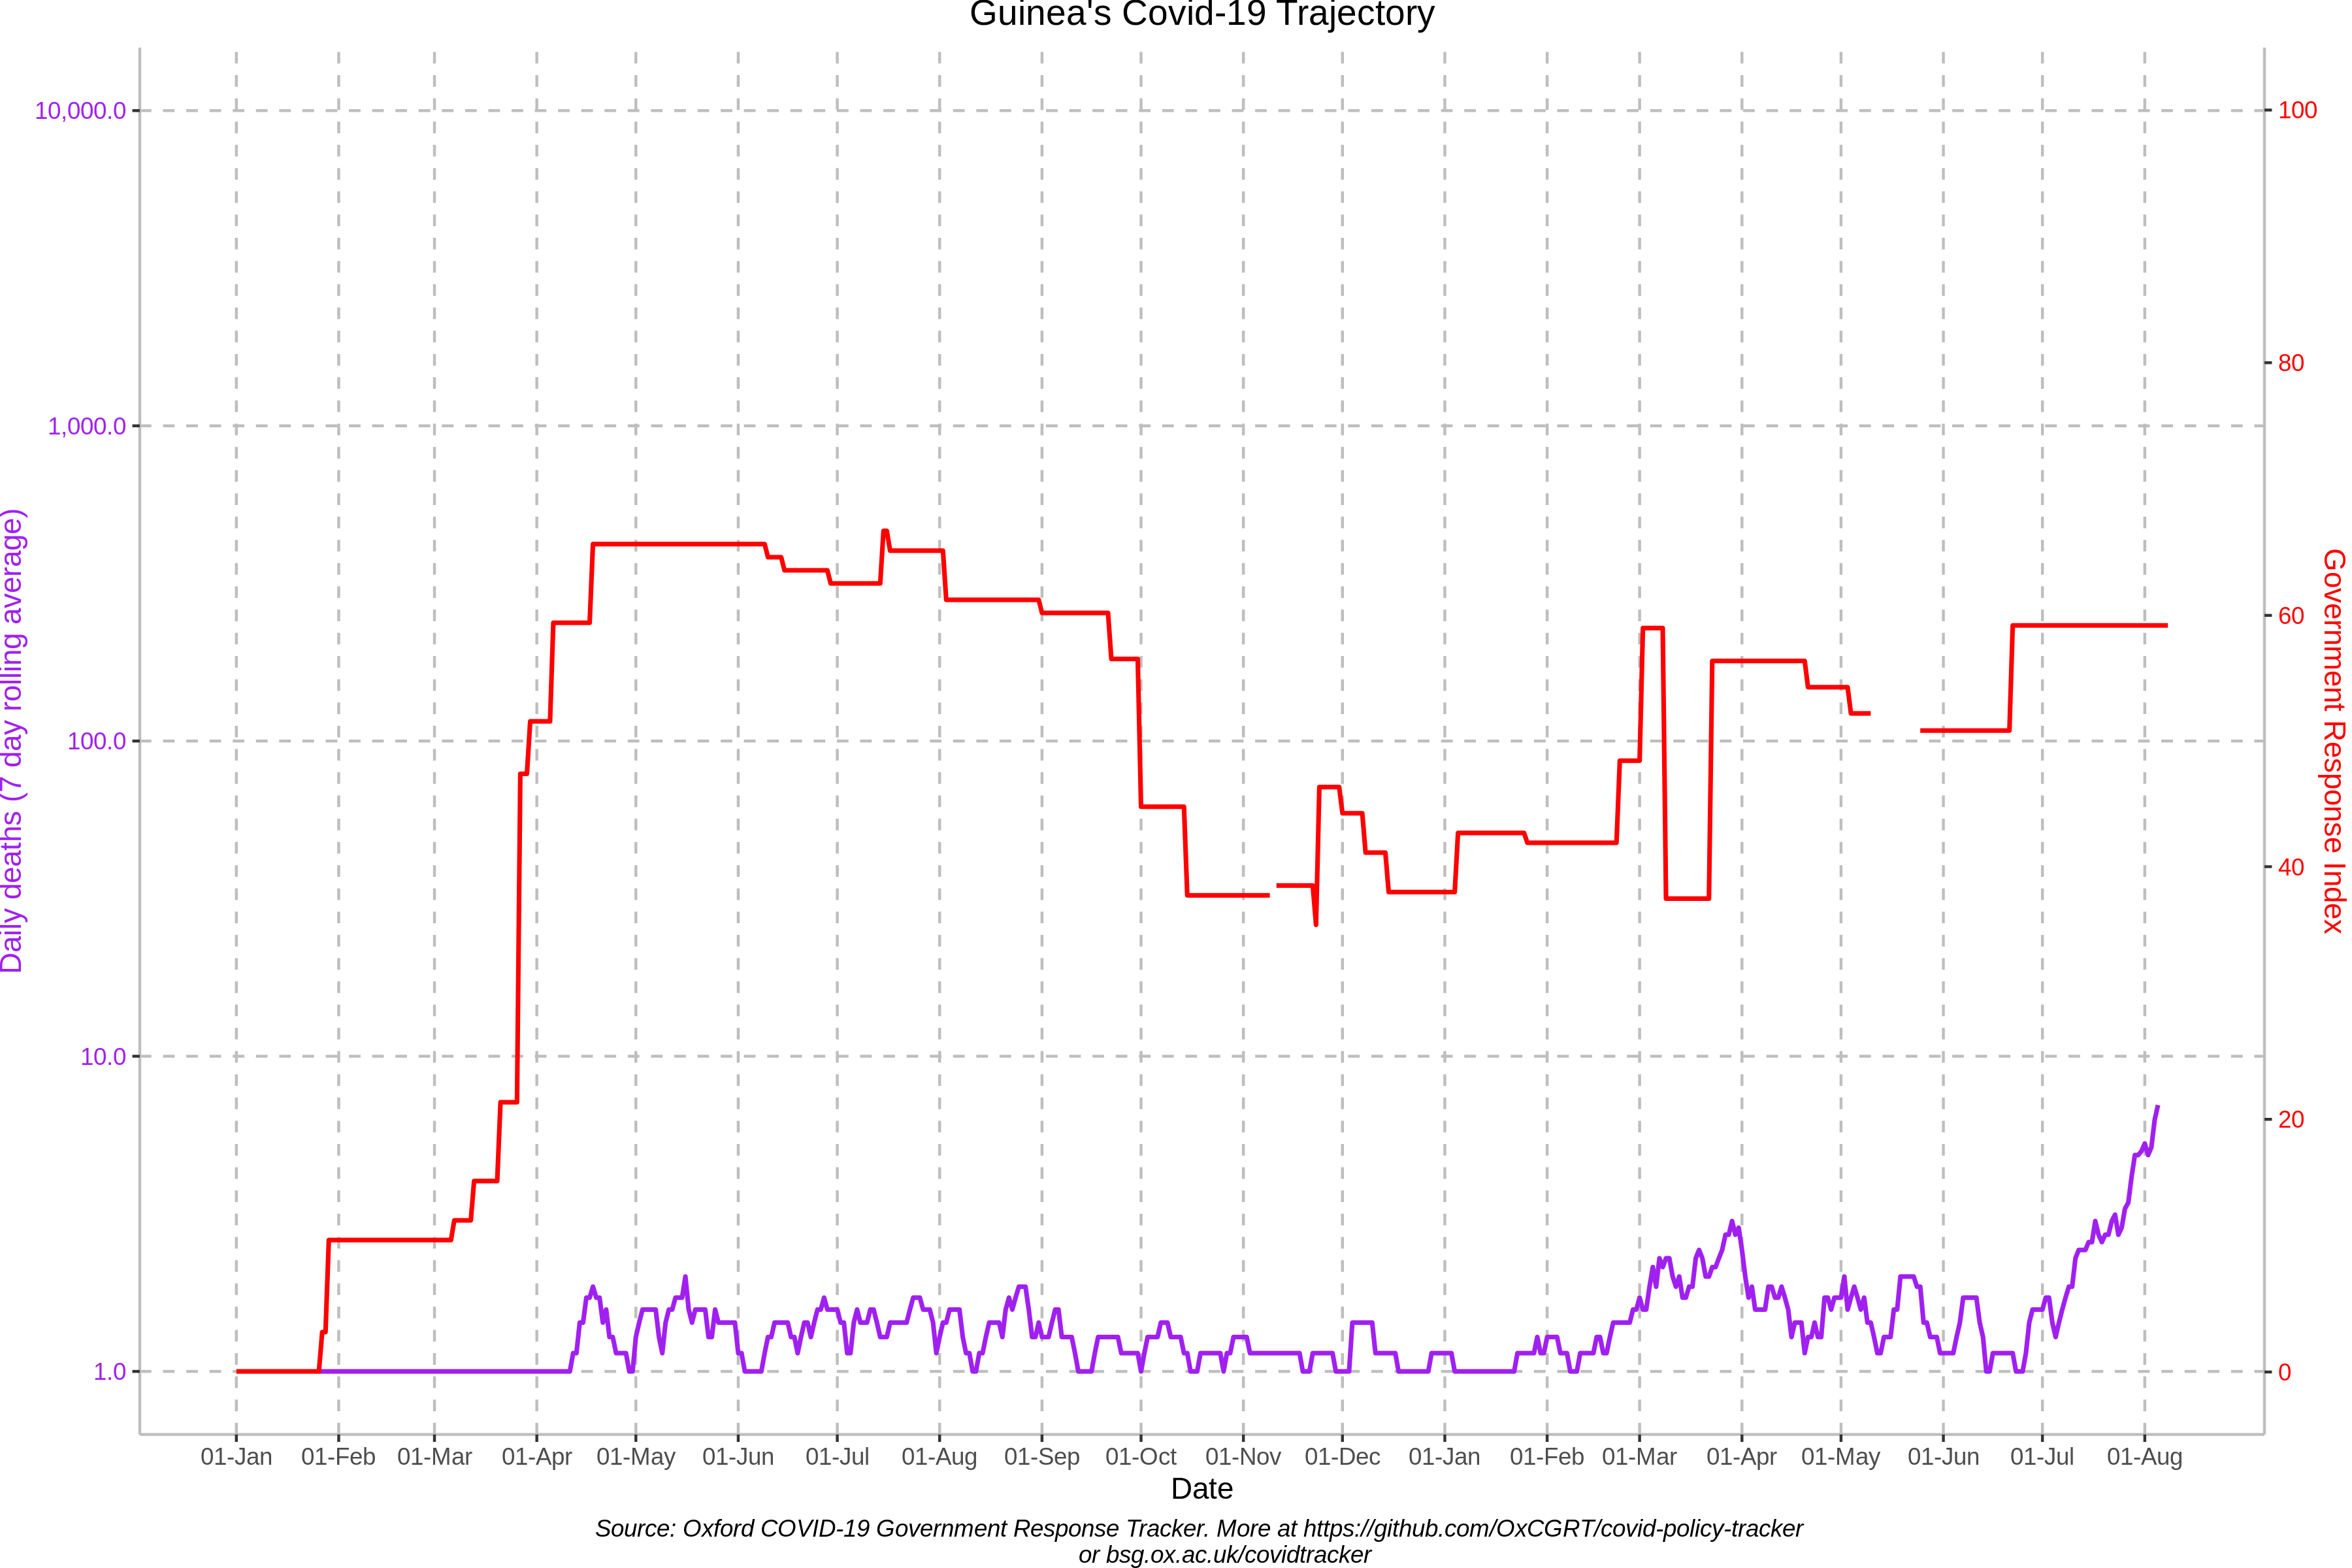 Guinea's Covid-19 Trajectory
10,000.0
1,000.0
100.0
10.0
1.0
Daily deaths (7 day rolling average)
100
80
60
40
20
0
Government Response Index
01-Jan 01-Feb 01-Mar 01-Apr 01-May 01-Jun 01-Jul 01-Aug 01-Sep 01-Oct 01-Nov 01-Dec 01-Jan 01-Feb 01-Mar 01-Apr 01-May 01-Jun 01-Jul 01-Aug
Date
Source: Oxford COVID-19 Government Response Tracker. More at https://github.com/OxCGRT/covid-policy-tracker
or bsg.ox.ac.uk/covidtracker